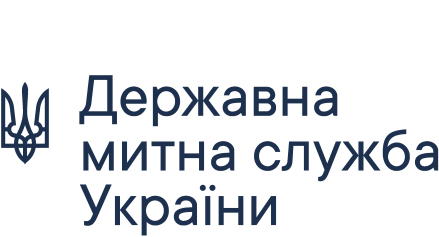 Державна
митна служба
України